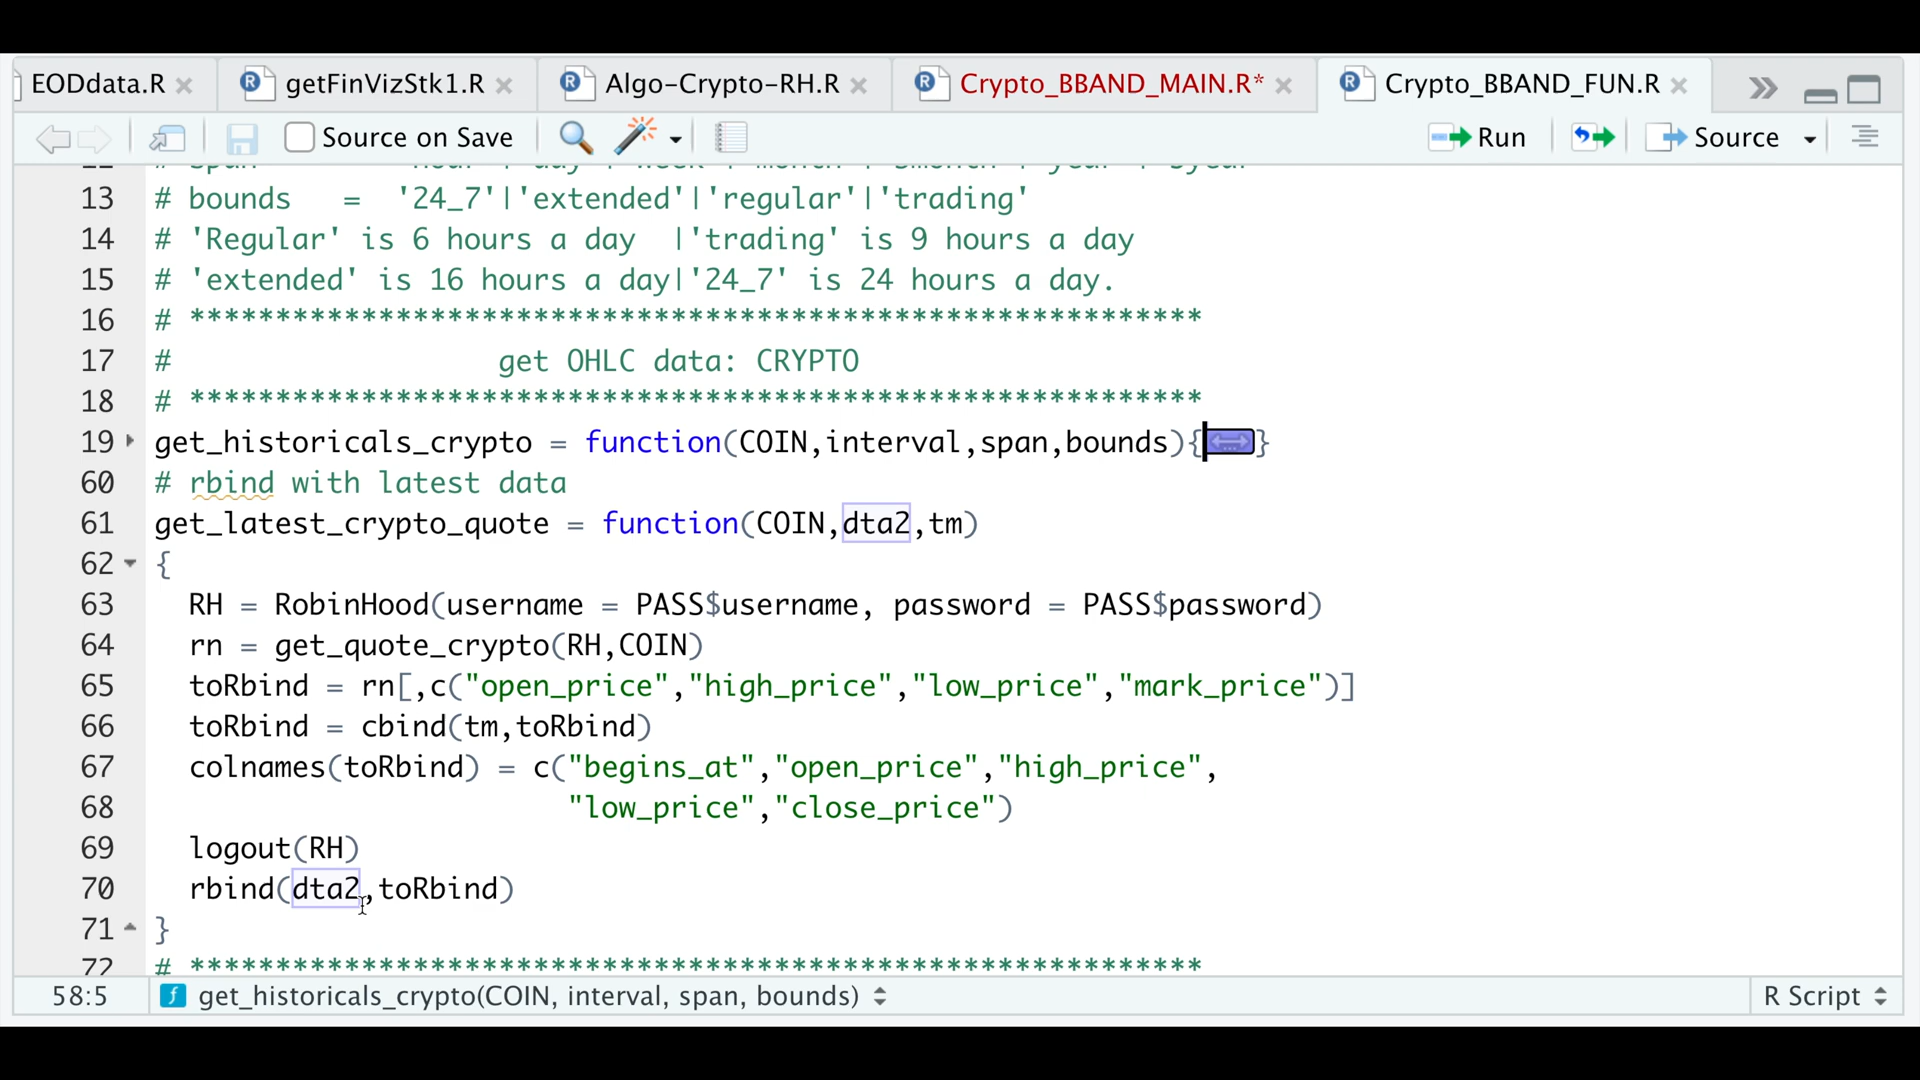 EODdata.R
getFinVizStk1.R
Algo-Crypto-RH.R
Crypto_BBAND_MAIN.R*
Crypto_BBAND_FUN.R
Source on Save
Run
Source
13 # bounds   =  '24_7'|'extended'|'regular'|'trading'
14 # 'Regular' is 6 hours a day  |'trading' is 9 hours a day
15 # 'extended' is 16 hours a day|'24_7' is 24 hours a day.
16 # ***********************************************************
17 #                   get OHLC data: CRYPTO
18 # ***********************************************************
19 get_historicals_crypto = function(COIN,interval,span,bounds){}
60 # rbind with latest data
61 get_latest_crypto_quote = function(COIN,dta2,tm)
62 {
63   RH = RobinHood(username = PASS$username, password = PASS$password)
64   rn = get_quote_crypto(RH,COIN)
65   toRbind = rn[,c("open_price","high_price","low_price","mark_price")]
66   toRbind = cbind(tm,toRbind)
67   colnames(toRbind) = c("begins_at","open_price","high_price",
68                         "low_price","close_price")
69   logout(RH)
70   rbind(dta2,toRbind)
71 }
72 # ***********************************************************
58:5 get_historicals_crypto(COIN, interval, span, bounds)
R Script